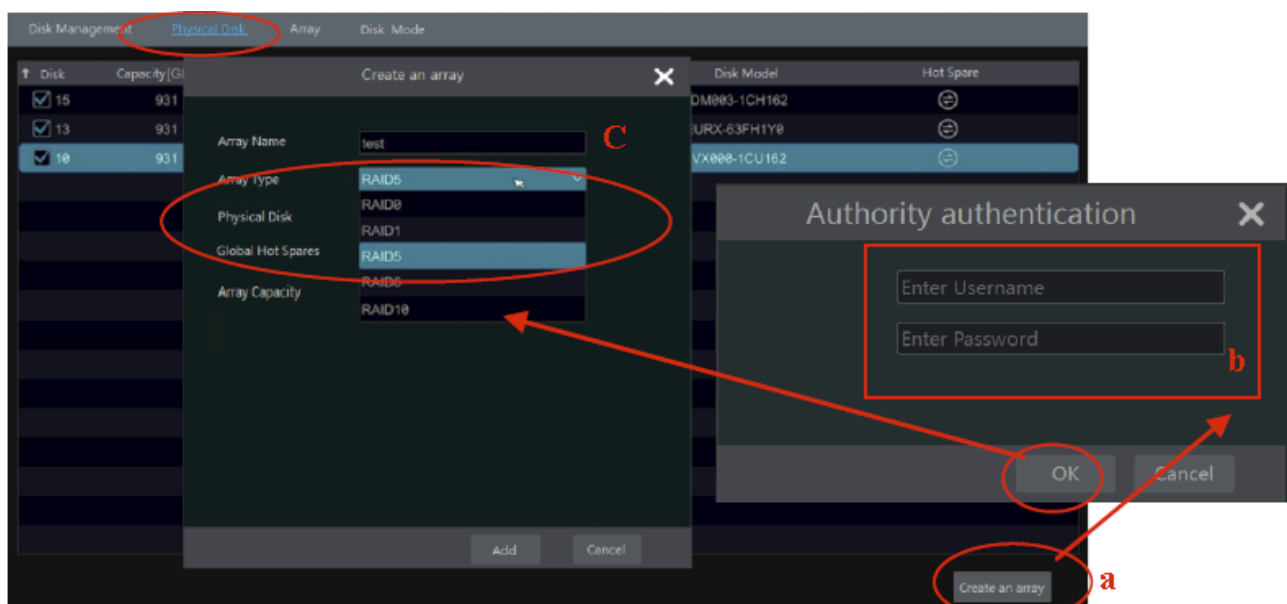 Disk Management Physical Disk Array Disk Mode
Disk Capacity[G Create an array Disk Model Hot Spare
15 931 DM003-1CH162
13 931 EURX-63FH1Y0
10 931 VX000-1CU162
Array Name test C
Array Type RAID5
RAID0
Physical Disk
RAID1
Global Hot Spares RAID5
RAID6
Array Capacity
RAID10
Add Cancel
Authority authentication
Enter Username
Enter Password
b
OK Cancel
Create an array a